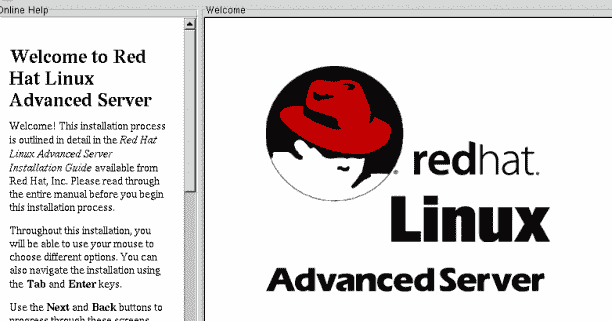 Online Help
Welcome to Red
Hat Linux
Advanced Server
Welcome! This installation process
is outlined in detail in the Red Hat
Linux Advanced Server
Installation Guide available from
Red Hat, Inc. Please read through
the entire manual before you begin
this installation process.
Throughout this installation, you
will be able to use your mouse to
choose different options. You can
also navigate the installation using
the Tab and Enter keys.
Use the Next and Back buttons to
progress through these screens
Welcome
redhat.
Linux
Advanced Server